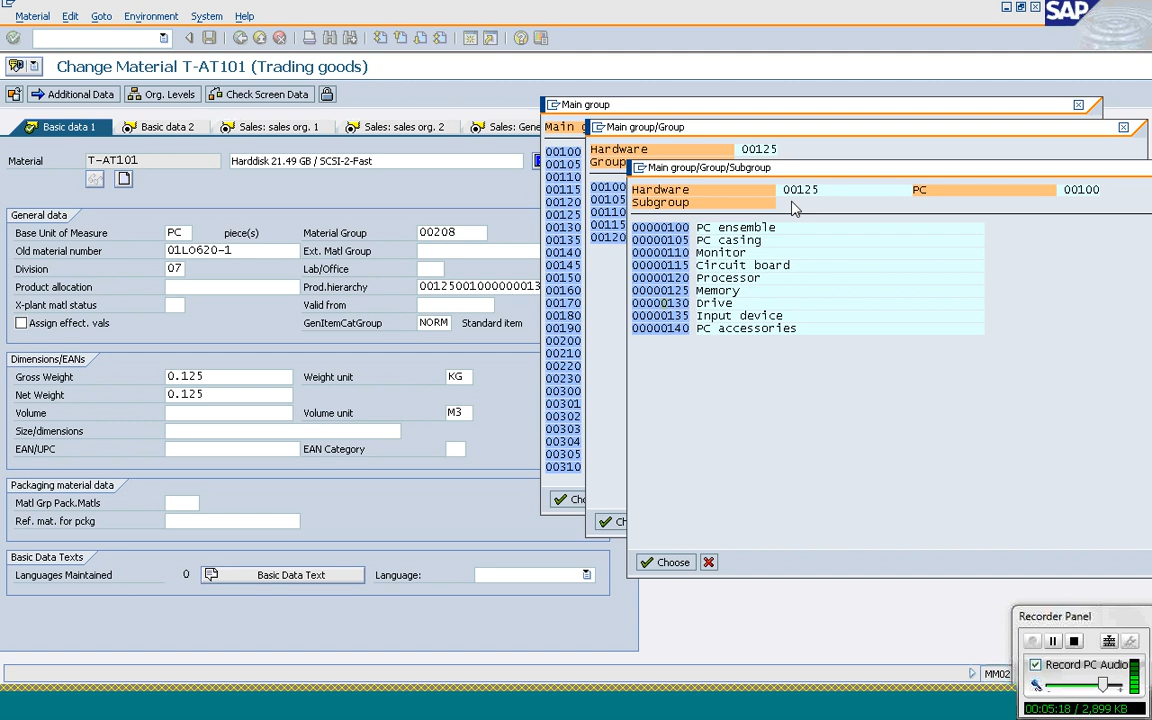 Material Edit Goto Environment System Help
SAP
Change Material T-AT101 (Trading goods)
Additional Data Org. Levels Check Screen Data
Basic data 1 Basic data 2 Sales: sales org. 1 Sales: sales org. 2 Sales: Gene
Material T-AT101 Harddisk 21.49 GB / SCSI-2-Fast
General data
Base Unit of Measure PC piece(s) Material Group 00208
Old material number 01LO620-1 Ext. Matl Group
Division 07 Lab/Office
Product allocation Prod.hierarchy 00125001000000013
X-plant matl status Valid from
Assign effect. vals GenItemCatGroup NORM Standard item
Dimensions/EANs
Gross Weight 0.125 Weight unit KG
Net Weight 0.125
Volume Volume unit M3
Size/dimensions
EAN/UPC EAN Category
Packaging material data
Matl Grp Pack.Matls
Ref. mat. for pckg
Basic Data Texts
Languages Maintained 0 Basic Data Text Language:
Main group
Main g
00100
00105
00110
00115
00120
00125
00130
00135
00140
00145
00150
00160
00170
00180
00190
00200
00210
00220
00230
00300
00301
00302
00303
00304
00305
00310
Cho
Main group/Group
Hardware 00125
Group
00100
00105
00110
00115
00120
Ch
Main group/Group/Subgroup
Hardware 00125 PC 00100
Subgroup
00000100 PC ensemble
00000105 PC casing
00000110 Monitor
00000115 Circuit board
00000120 Processor
00000125 Memory
00000130 Drive
00000135 Input device
00000140 PC accessories
Choose
MM02
Recorder Panel
Record PC Audio
00:05:18 / 2,899 KB